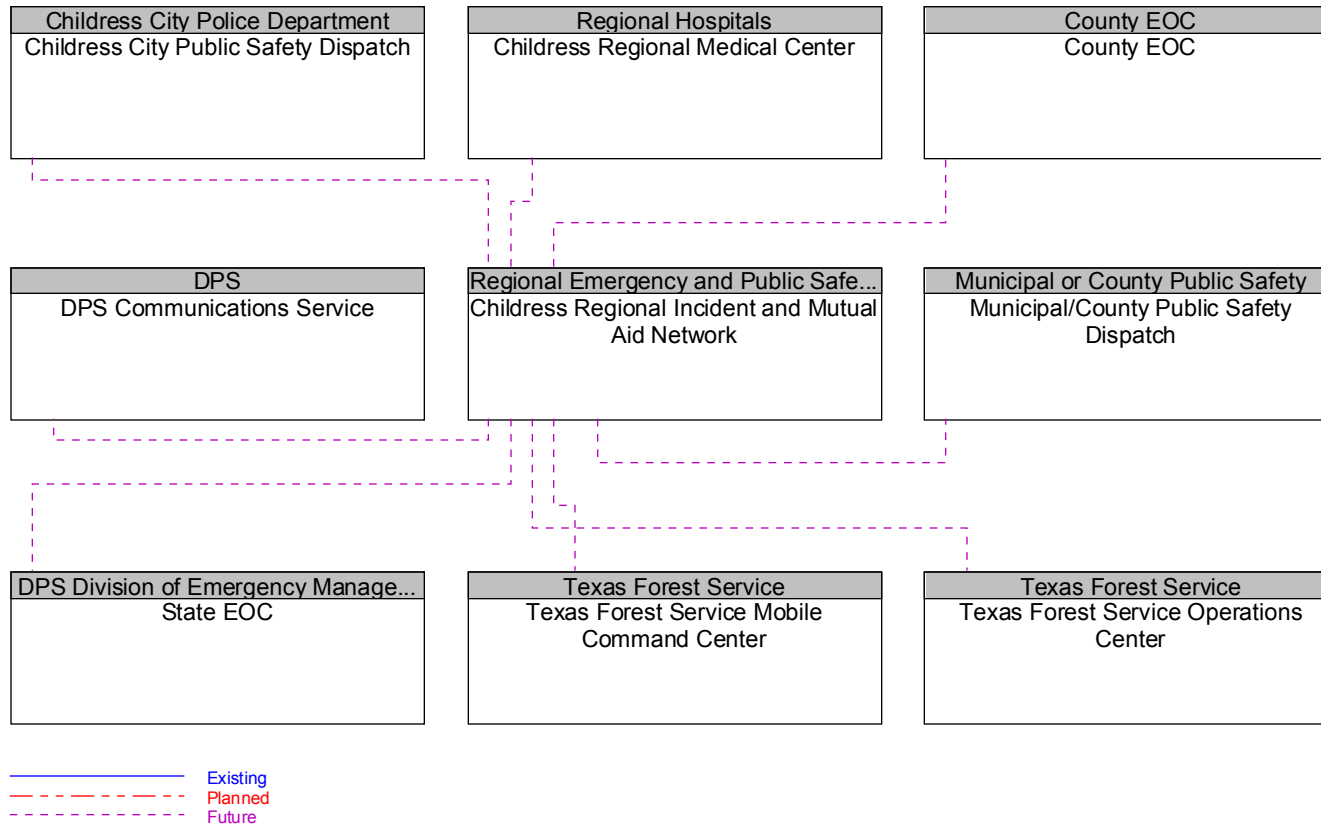 Childress City Police Department
Childress City Public Safety Dispatch
Regional Hospitals
Childress Regional Medical Center
County EOC
County EOC
DPS
DPS Communications Service
Regional Emergency and Public Safe...
Childress Regional Incident and Mutual
Aid Network
Municipal or County Public Safety
Municipal/County Public Safety
Dispatch
DPS Division of Emergency Manage...
State EOC
Texas Forest Service
Texas Forest Service Mobile
Command Center
Texas Forest Service
Texas Forest Service Operations
Center
Existing
Planned
Future